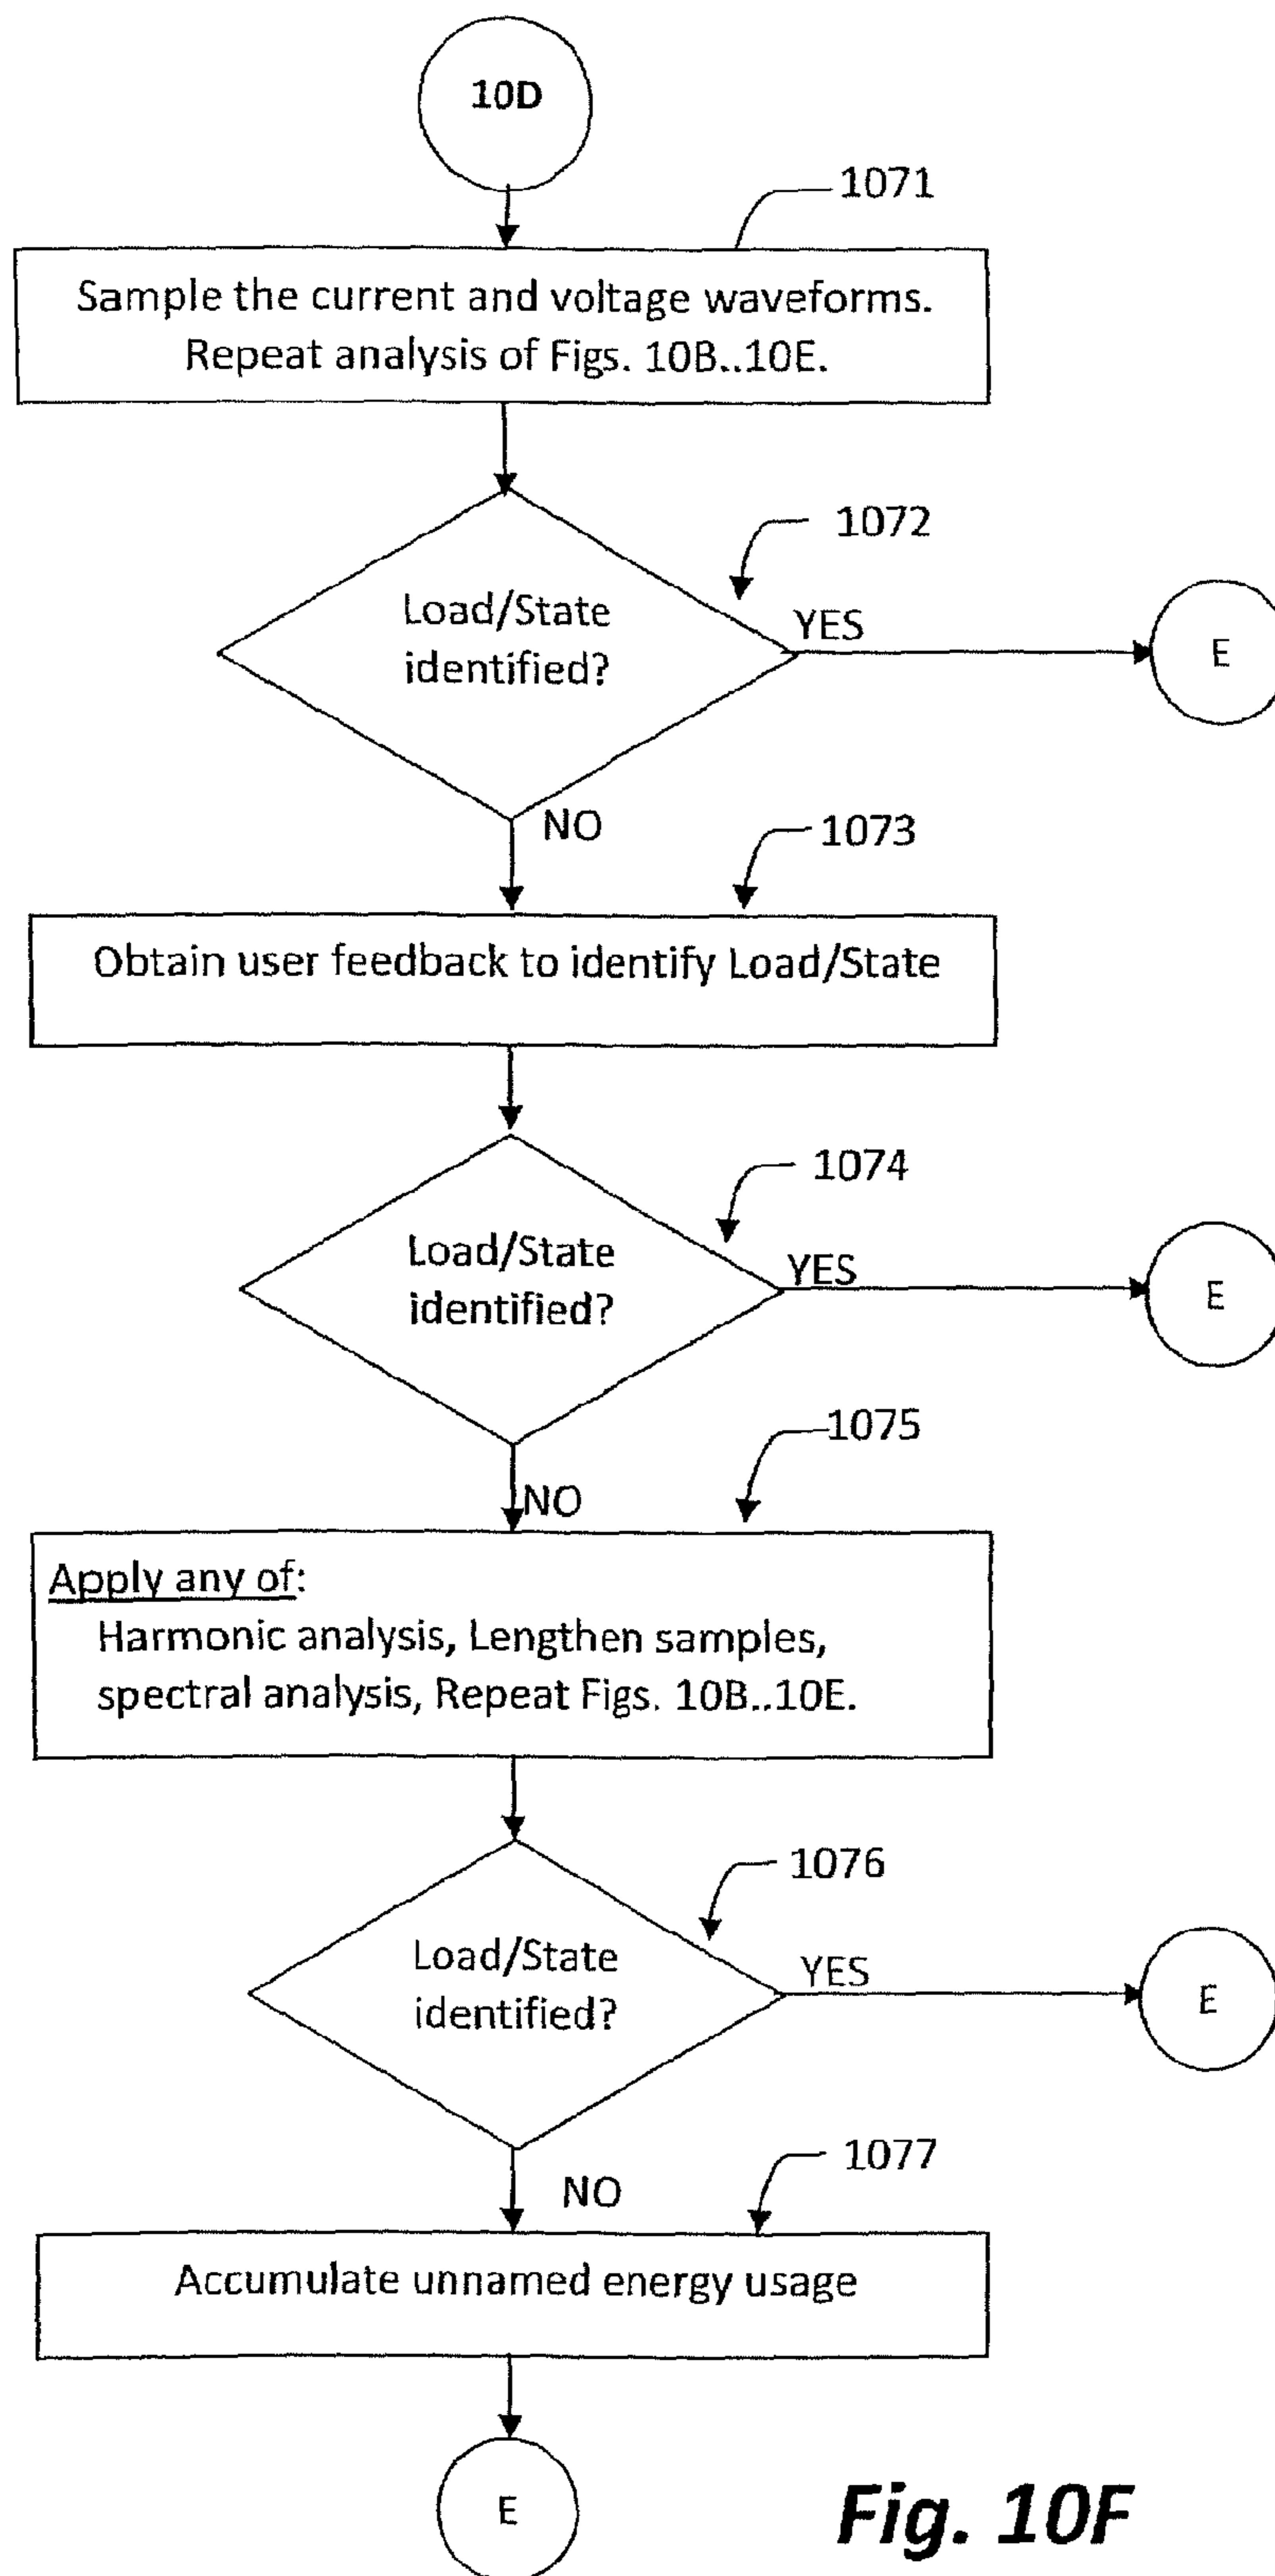 10D
1071
Sample the current and voltage waveforms.
Repeat analysis of Figs. 10B..10E.
1072
Load/State
identified?
YES
E
NO
1073
Obtain user feedback to identify Load/State
1074
Load/State
identified?
YES
E
1075
NO
Apply any of:
Harmonic analysis, Lengthen samples,
spectral analysis, Repeat Figs. 10B..10E.
1076
Load/State
identified?
YES
E
1077
NO
Accumulate unnamed energy usage
E
Fig. 10F